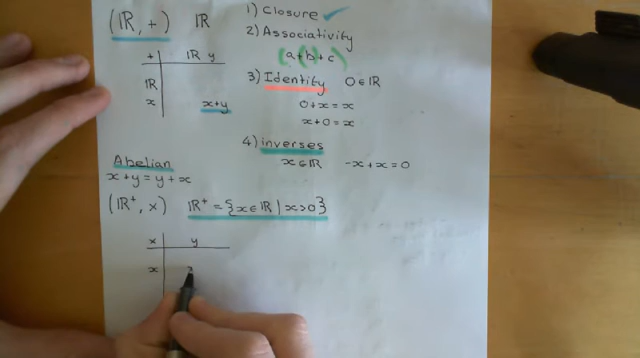 (ℝ, +) ℝ
+ ℝ y
ℝ
x x+y
Abelian
x+y = y+x
(ℝ⁺, ×) ℝ⁺ = {x∈ℝ | x>0}
× y
x
1) Closure ✓
2) Associativity
(a+(b)+c)
3) Identity 0∈ℝ
0+x=x
x+0=x
4) inverses
x∈ℝ -x+x=0